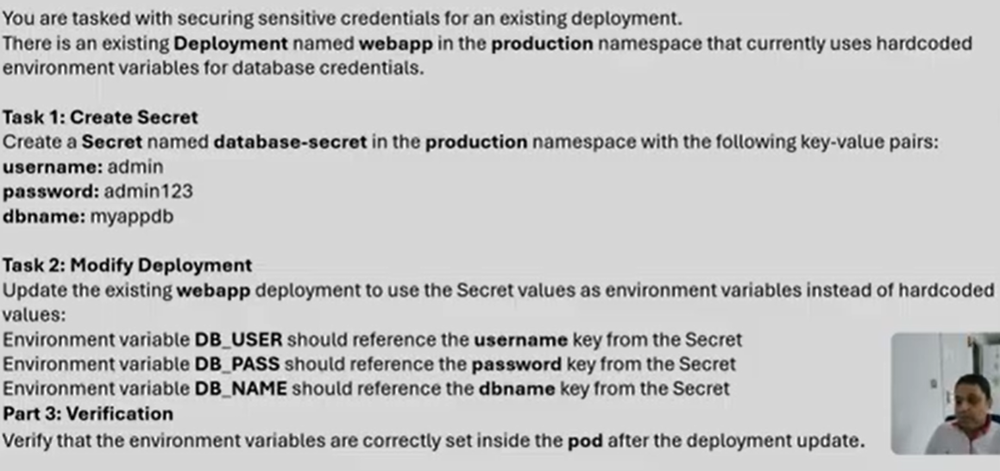 You are tasked with securing sensitive credentials for an existing deployment.
There is an existing Deployment named webapp in the production namespace that currently uses hardcoded
environment variables for database credentials.
Task 1: Create Secret
Create a Secret named database-secret in the production namespace with the following key-value pairs:
username: admin
password: admin123
dbname: myappdb
Task 2: Modify Deployment
Update the existing webapp deployment to use the Secret values as environment variables instead of hardcoded
values:
Environment variable DB_USER should reference the username key from the Secret
Environment variable DB_PASS should reference the password key from the Secret
Environment variable DB_NAME should reference the dbname key from the Secret
Part 3: Verification
Verify that the environment variables are correctly set inside the pod after the deployment update.